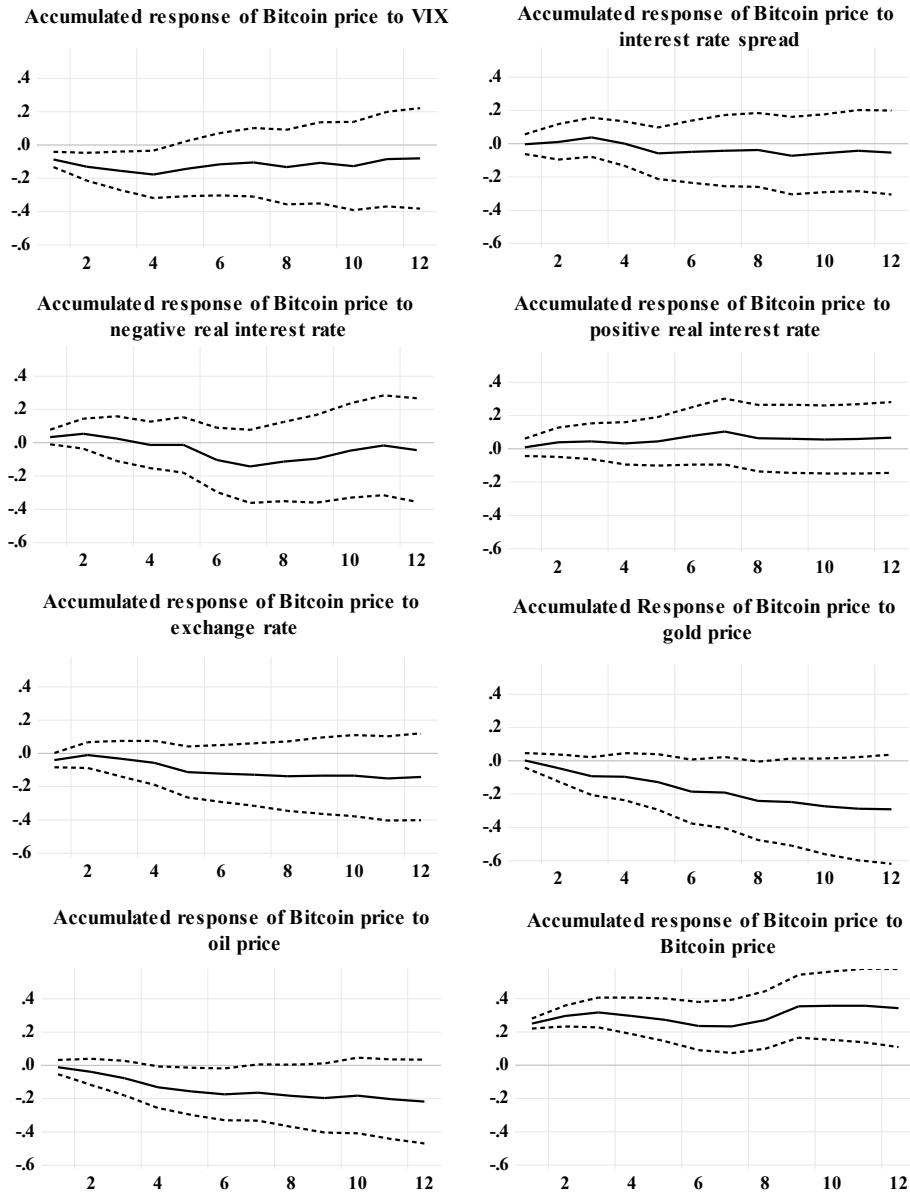 Accumulated response of Bitcoin price to VIX
.4
.2
.0
-.2
-.4
-.6
2 4 6 8 10 12
Accumulated response of Bitcoin price to
interest rate spread
.4
.2
.0
-.2
-.4
-.6
2 4 6 8 10 12
Accumulated response of Bitcoin price to
negative real interest rate
.4
.2
.0
-.2
-.4
-.6
2 4 6 8 10 12
Accumulated response of Bitcoin price to
positive real interest rate
.4
.2
.0
-.2
-.4
-.6
2 4 6 8 10 12
Accumulated response of Bitcoin price to
exchange rate
.4
.2
.0
-.2
-.4
-.6
2 4 6 8 10 12
Accumulated Response of Bitcoin price to
gold price
.4
.2
.0
-.2
-.4
-.6
2 4 6 8 10 12
Accumulated response of Bitcoin price to
oil price
.4
.2
.0
-.2
-.4
-.6
2 4 6 8 10 12
Accumulated response of Bitcoin price to
Bitcoin price
.4
.2
.0
-.2
-.4
-.6
2 4 6 8 10 12